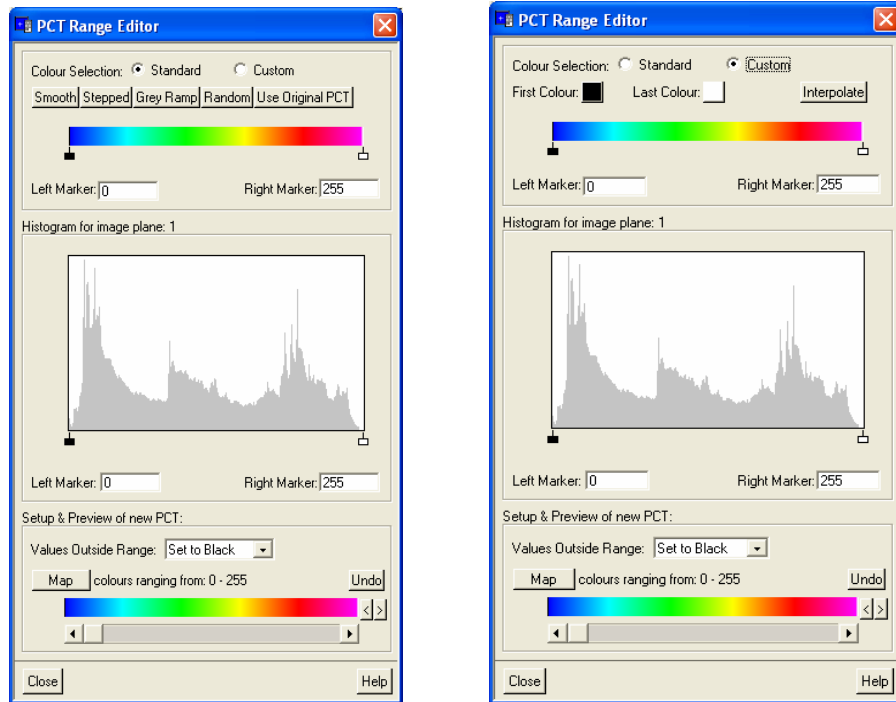 PCT Range Editor
Colour Selection: Standard Custom
Smooth Stepped Grey Ramp Random Use Original PCT
Left Marker: 0 Right Marker: 255
Histogram for image plane: 1
Left Marker: 0 Right Marker: 255
Setup & Preview of new PCT:
Values Outside Range: Set to Black
Map colours ranging from: 0 - 255 Undo
< >
Close Help
PCT Range Editor
Colour Selection: Standard Custom
First Colour: Last Colour: Interpolate
Left Marker: 0 Right Marker: 255
Histogram for image plane: 1
Left Marker: 0 Right Marker: 255
Setup & Preview of new PCT:
Values Outside Range: Set to Black
Map colours ranging from: 0 - 255 Undo
< >
Close Help